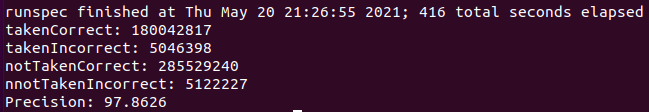 runspec finished at Thu May 20 21:26:55 2021; 416 total seconds elapsed
takenCorrect: 180042817
takenIncorrect: 5046398
notTakenCorrect: 285529240
nnotTakenIncorrect: 5122227
Precision: 97.8626